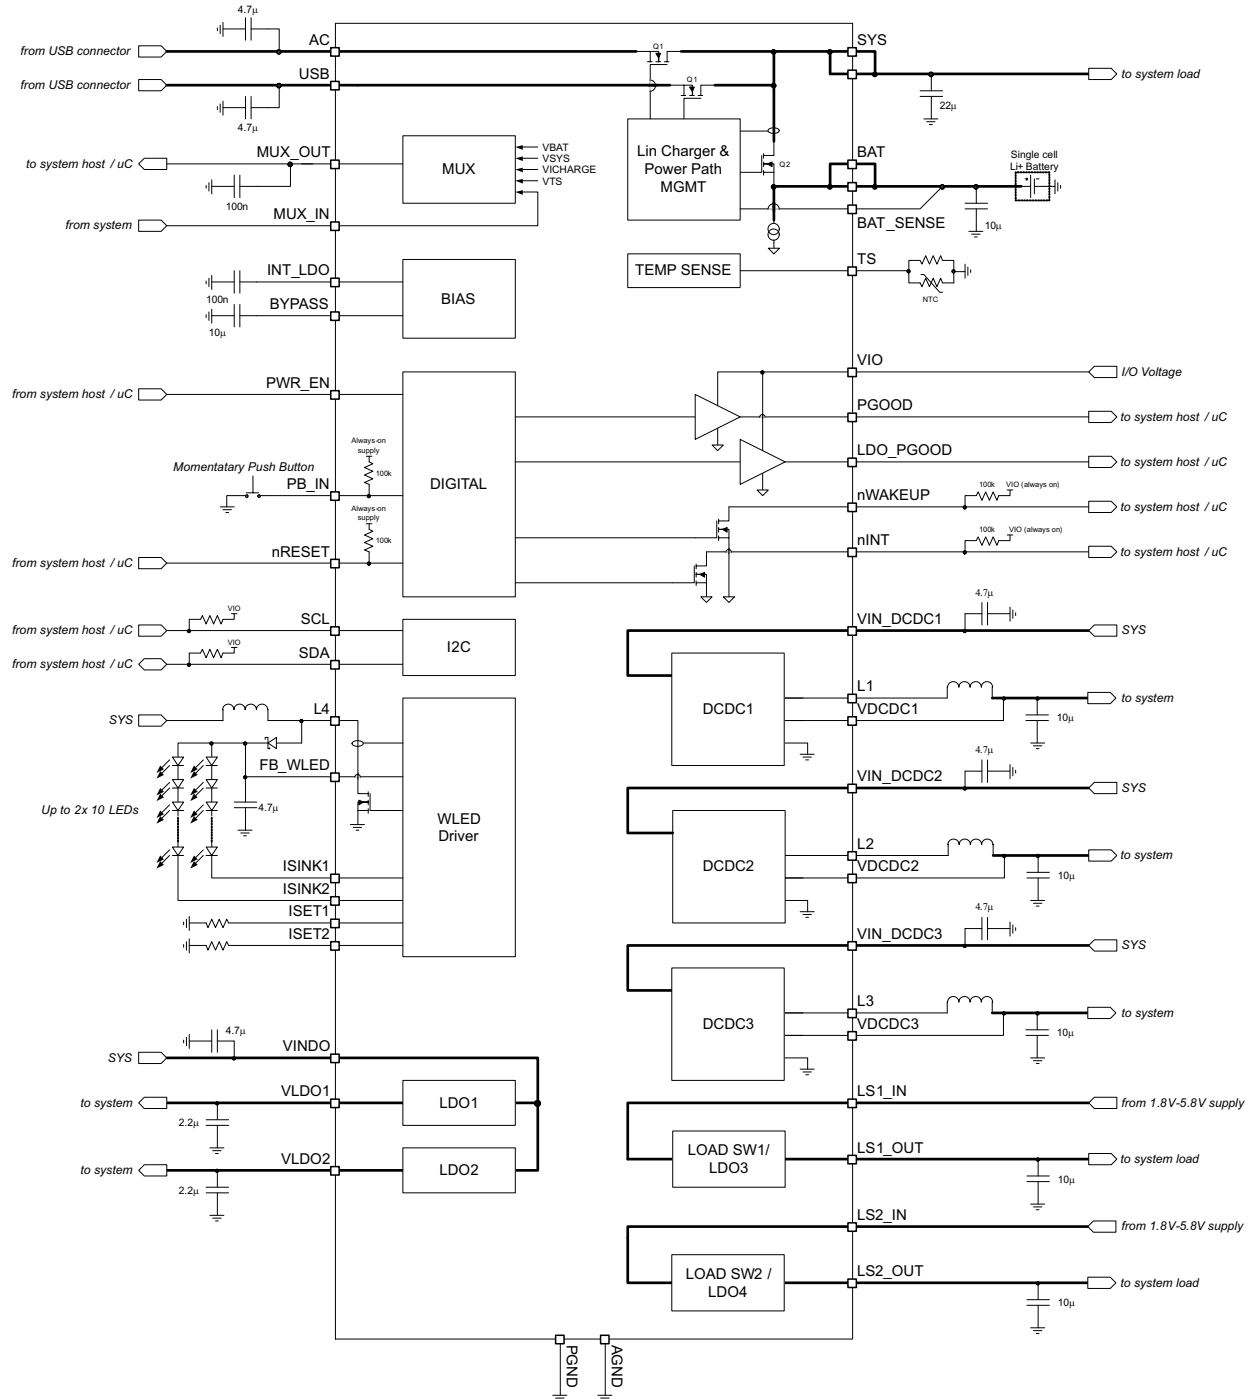 4.7μ
from USB connector
AC
Q1
SYS
to system load
22μ
from USB connector
USB
Q1
4.7μ
to system host / uC
MUX_OUT
100n
MUX
VBAT
VSYS
VICHARGE
VTS
from system
MUX_IN
Lin Charger &
Power Path
MGMT
Q2
BAT
Single cell
Li+ Battery
+
-
10μ
BAT_SENSE
TEMP SENSE
TS
NTC
INT_LDO
100n
BYPASS
10μ
BIAS
VIO
I/O Voltage
from system host / uC
PWR_EN
PGOOD
to system host / uC
LDO_PGOOD
to system host / uC
Always-on
supply
100k
Momentatary Push Button
PB_IN
DIGITAL
nWAKEUP
100k
VIO (always on)
to system host / uC
Always-on
supply
100k
nINT
100k
VIO (always on)
to system host / uC
from system host / uC
nRESET
VIO
from system host / uC
SCL
VIO
from system host / uC
SDA
I2C
VIN_DCDC1
4.7μ
SYS
DCDC1
L1
to system
VDCDC1
10μ
SYS
L4
FB_WLED
4.7μ
Up to 2x 10 LEDs
WLED
Driver
ISINK1
ISINK2
ISET1
ISET2
VIN_DCDC2
4.7μ
SYS
DCDC2
L2
to system
VDCDC2
10μ
VIN_DCDC3
4.7μ
SYS
DCDC3
L3
to system
VDCDC3
10μ
4.7μ
SYS
VINDO
to system
VLDO1
LDO1
2.2μ
to system
VLDO2
LDO2
2.2μ
LS1_IN
from 1.8V-5.8V supply
LOAD SW1/
LDO3
LS1_OUT
to system load
10μ
LS2_IN
from 1.8V-5.8V supply
LOAD SW2 /
LDO4
LS2_OUT
to system load
10μ
PGND
AGND